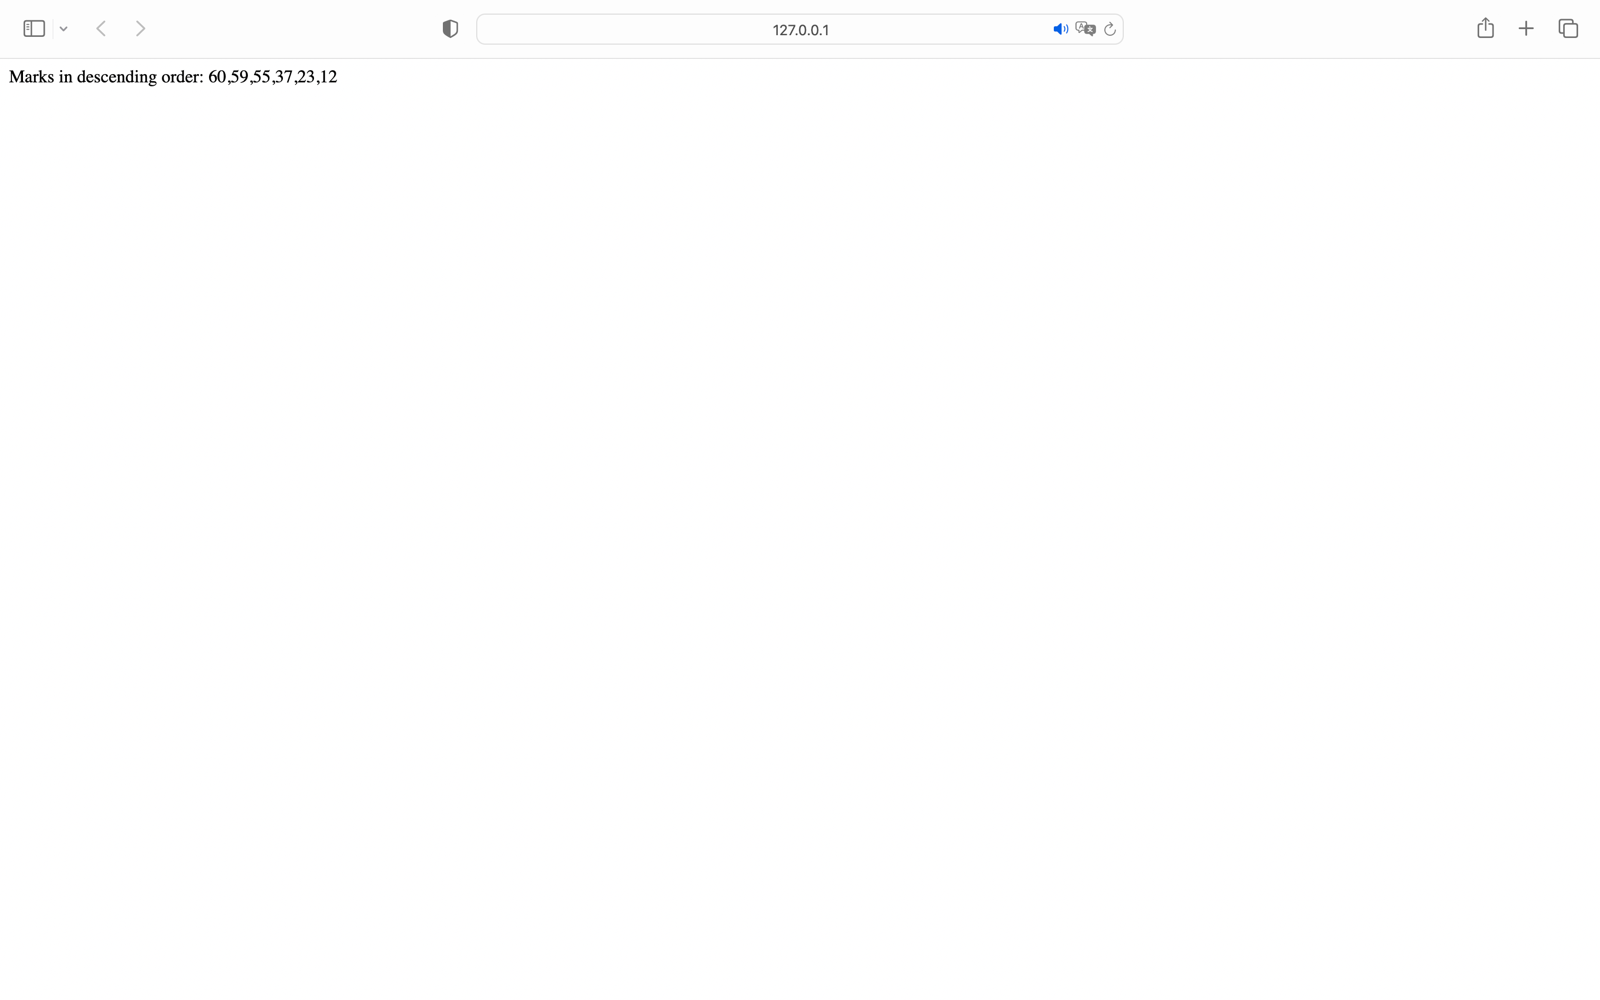 127.0.0.1
Marks in descending order: 60,59,55,37,23,12